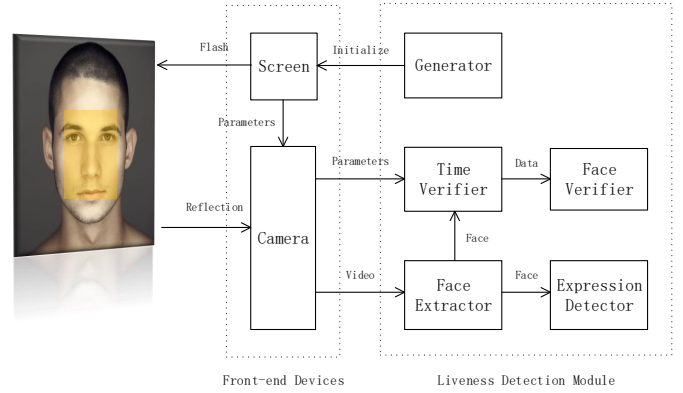 Flash
Screen
Initialize
Generator
Parameters
Parameters
Time
Verifier
Data
Face
Verifier
Reflection
Camera
Face
Video
Face
Extractor
Face
Expression
Detector
Front-end Devices
Liveness Detection Module